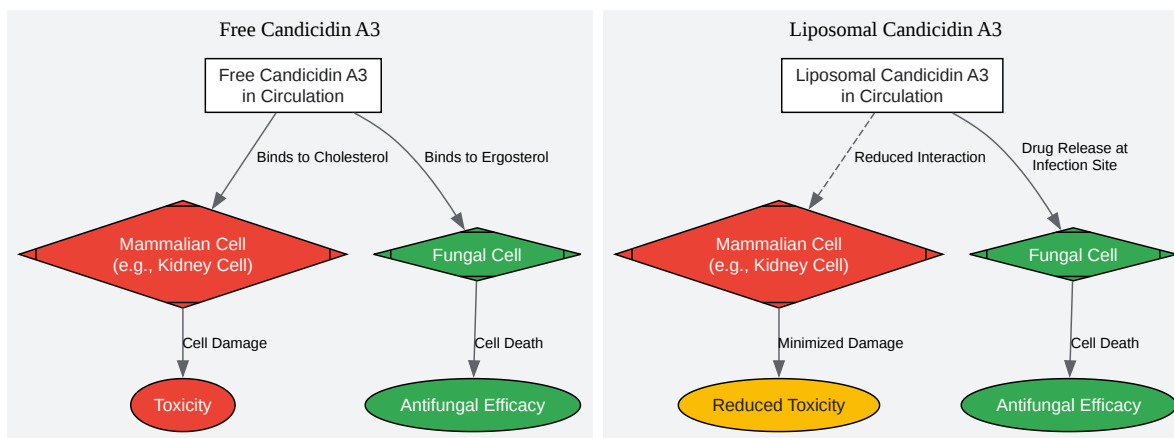 Free Candicidin A3
Free Candicidin A3
in Circulation
Binds to Cholesterol
Binds to Ergosterol
Mammalian Cell
(e.g., Kidney Cell)
Fungal Cell
Cell Damage
Cell Death
Toxicity
Antifungal Efficacy
Liposomal Candicidin A3
Liposomal Candicidin A3
in Circulation
Reduced Interaction
Drug Release at
Infection Site
Mammalian Cell
(e.g., Kidney Cell)
Fungal Cell
Minimized Damage
Cell Death
Reduced Toxicity
Antifungal Efficacy